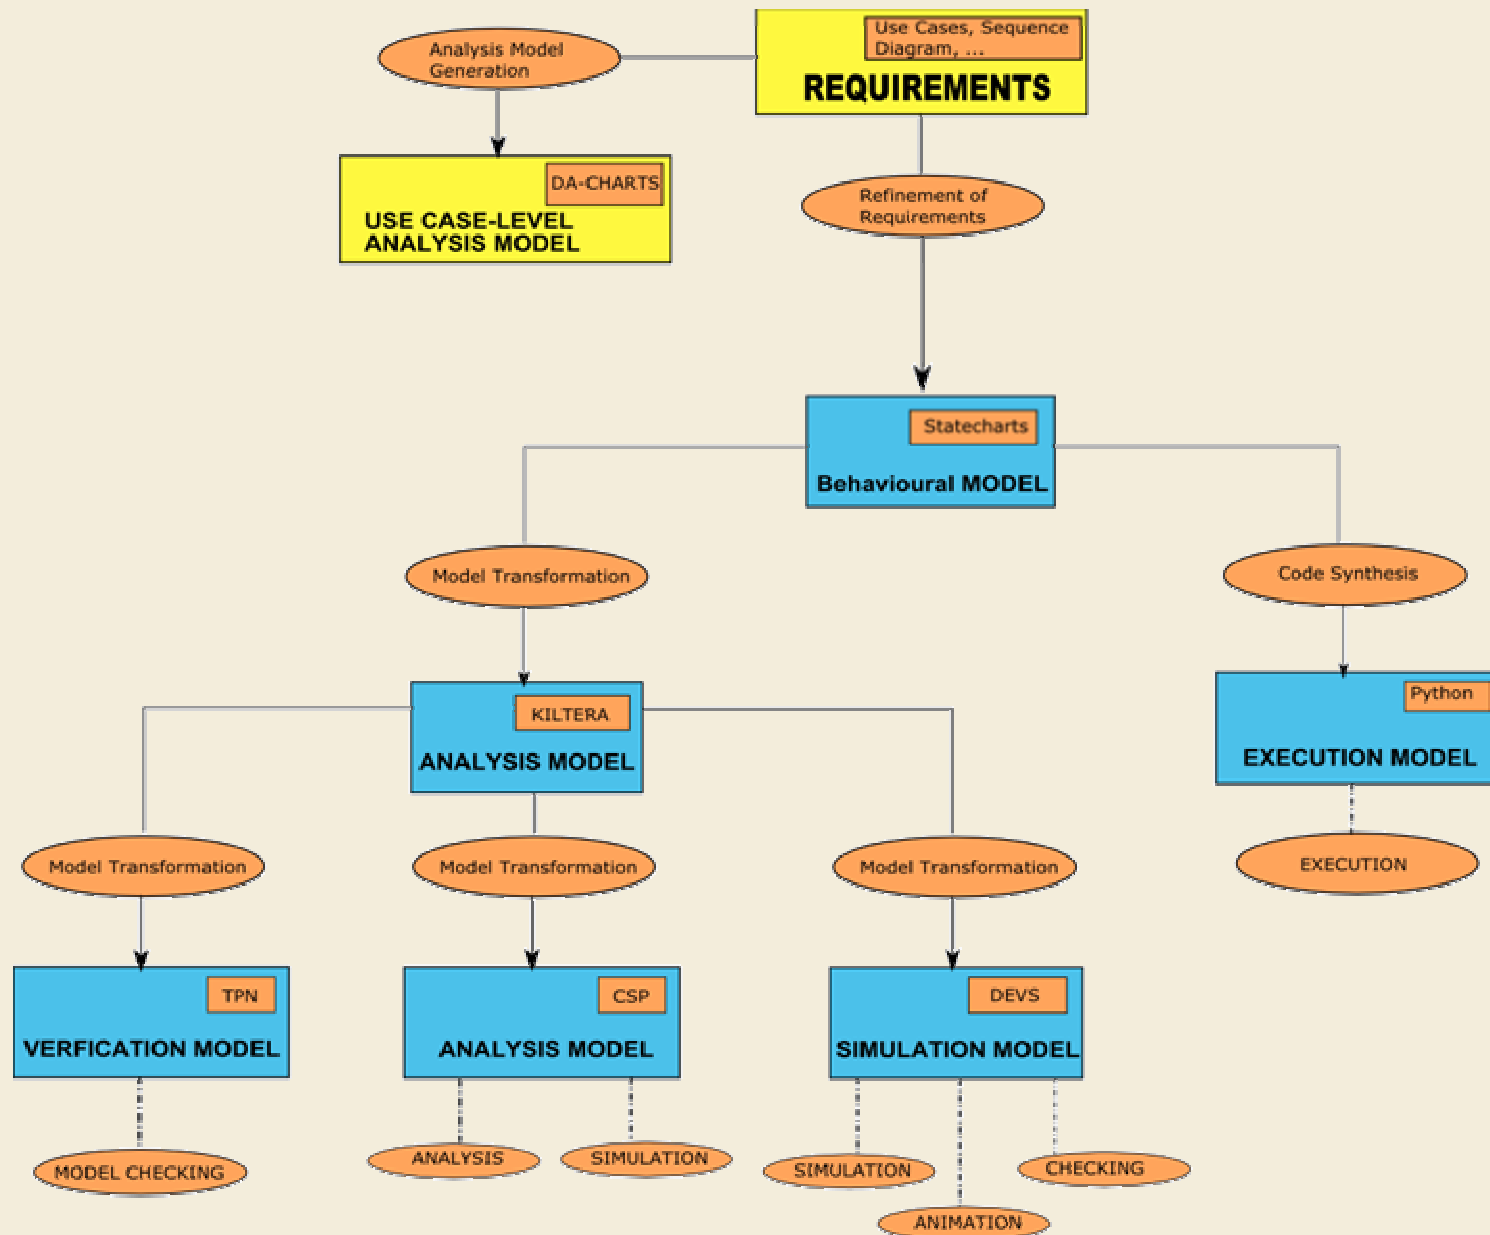 Use Cases, Sequence
Diagram, ...
REQUIREMENTS
Analysis Model
Generation
DA-CHARTS
USE CASE-LEVEL
ANALYSIS MODEL
Refinement of
Requirements
Statecharts
Behavioural MODEL
Model Transformation
Code Synthesis
KILTERA
ANALYSIS MODEL
Python
EXECUTION MODEL
Model Transformation
Model Transformation
Model Transformation
EXECUTION
TPN
VERFICATION MODEL
CSP
ANALYSIS MODEL
DEVS
SIMULATION MODEL
MODEL CHECKING
ANALYSIS
SIMULATION
SIMULATION
CHECKING
ANIMATION